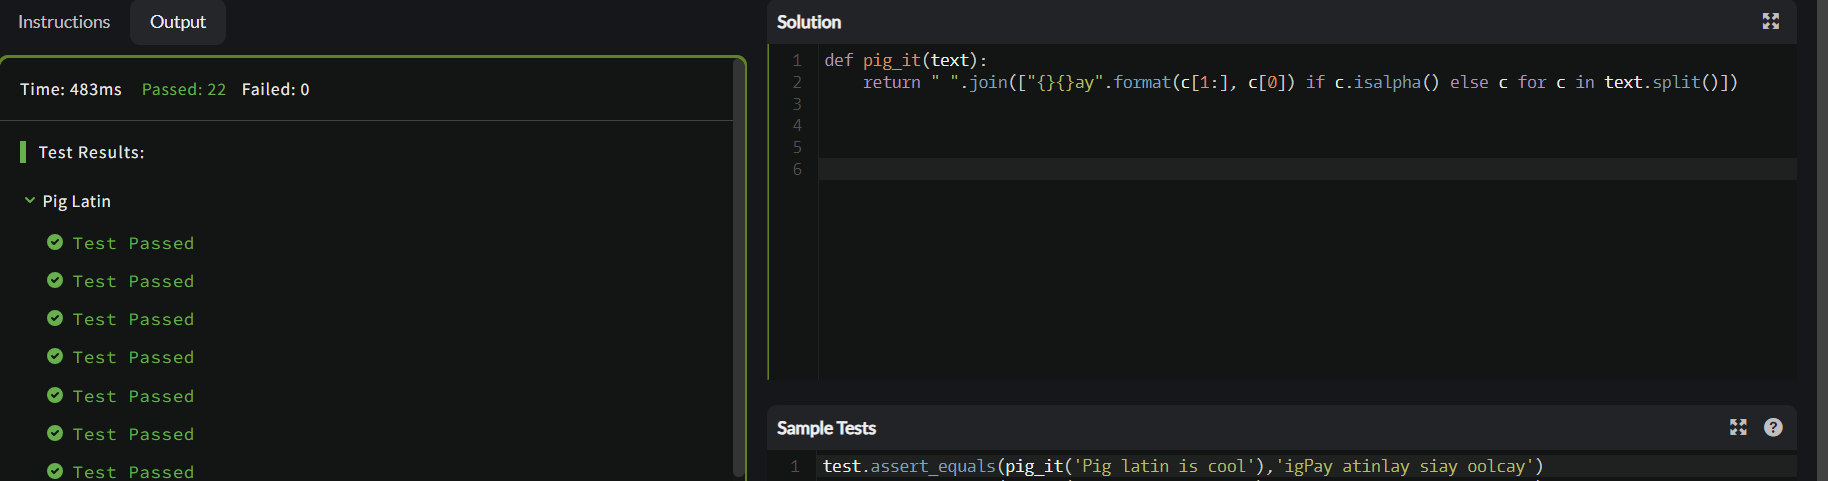 Instructions
Output
Time: 483ms Passed: 22 Failed: 0
Test Results:
Pig Latin
Test Passed
Test Passed
Test Passed
Test Passed
Test Passed
Test Passed
Test Passed
Solution
1 def pig_it(text):
2     return " ".join(["{}{}ay".format(c[1:], c[0]) if c.isalpha() else c for c in text.split()])
3
4
5
6
Sample Tests
?
1 test.assert_equals(pig_it('Pig latin is cool'),'igPay atinlay siay oolcay')